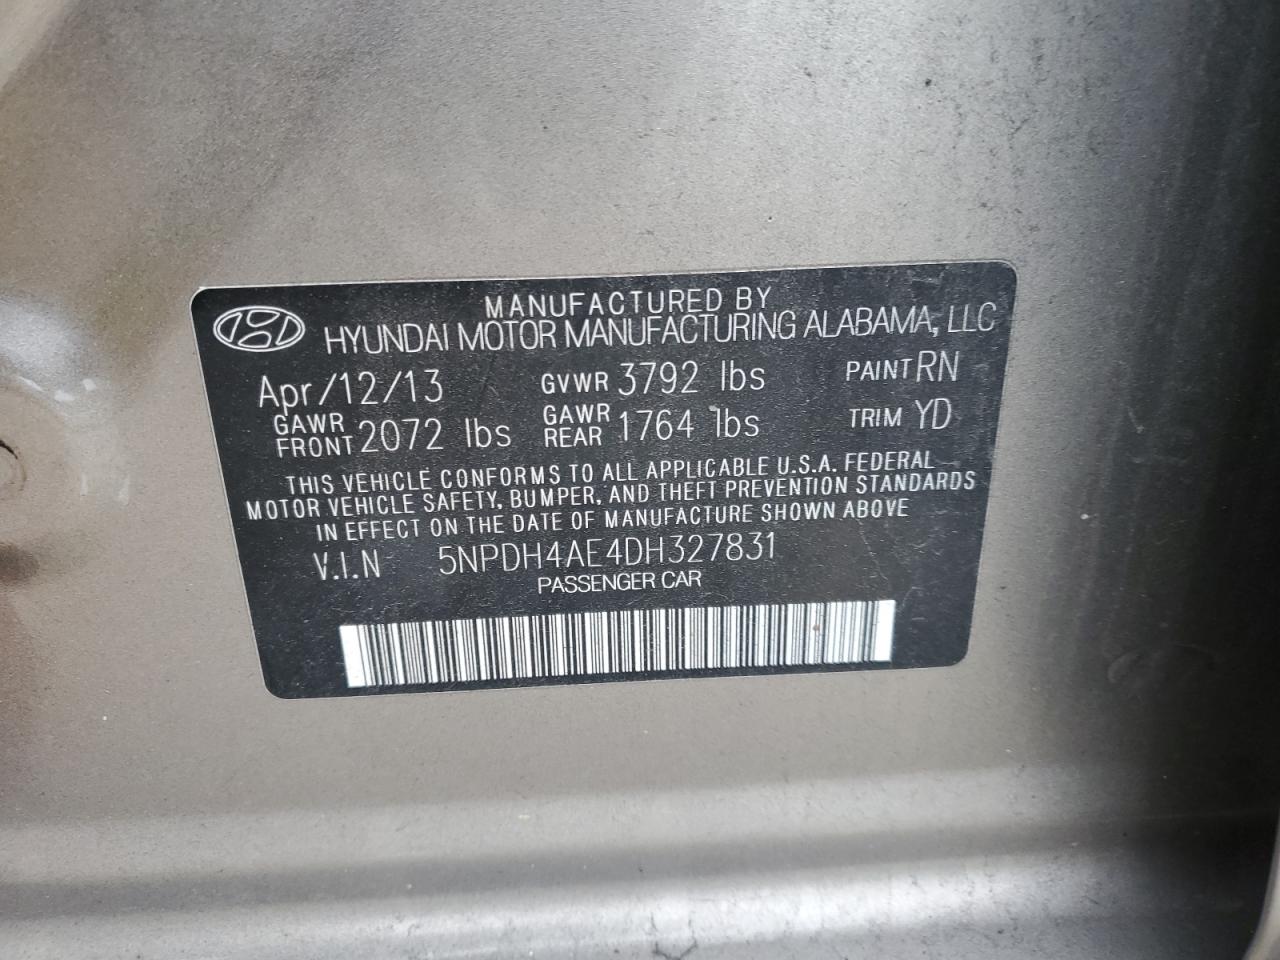 MANUFACTURED BY
HYUNDAI MOTOR MANUFACTURING ALABAMA, LLC
Apr/12/13 GVWR 3792 lbs PAINT RN
GAWR FRONT 2072 lbs GAWR REAR 1764 lbs TRIM YD
THIS VEHICLE CONFORMS TO ALL APPLICABLE U.S.A. FEDERAL
MOTOR VEHICLE SAFETY, BUMPER, AND THEFT PREVENTION STANDARDS
IN EFFECT ON THE DATE OF MANUFACTURE SHOWN ABOVE
V.I.N 5NPDH4AE4DH327831
PASSENGER CAR